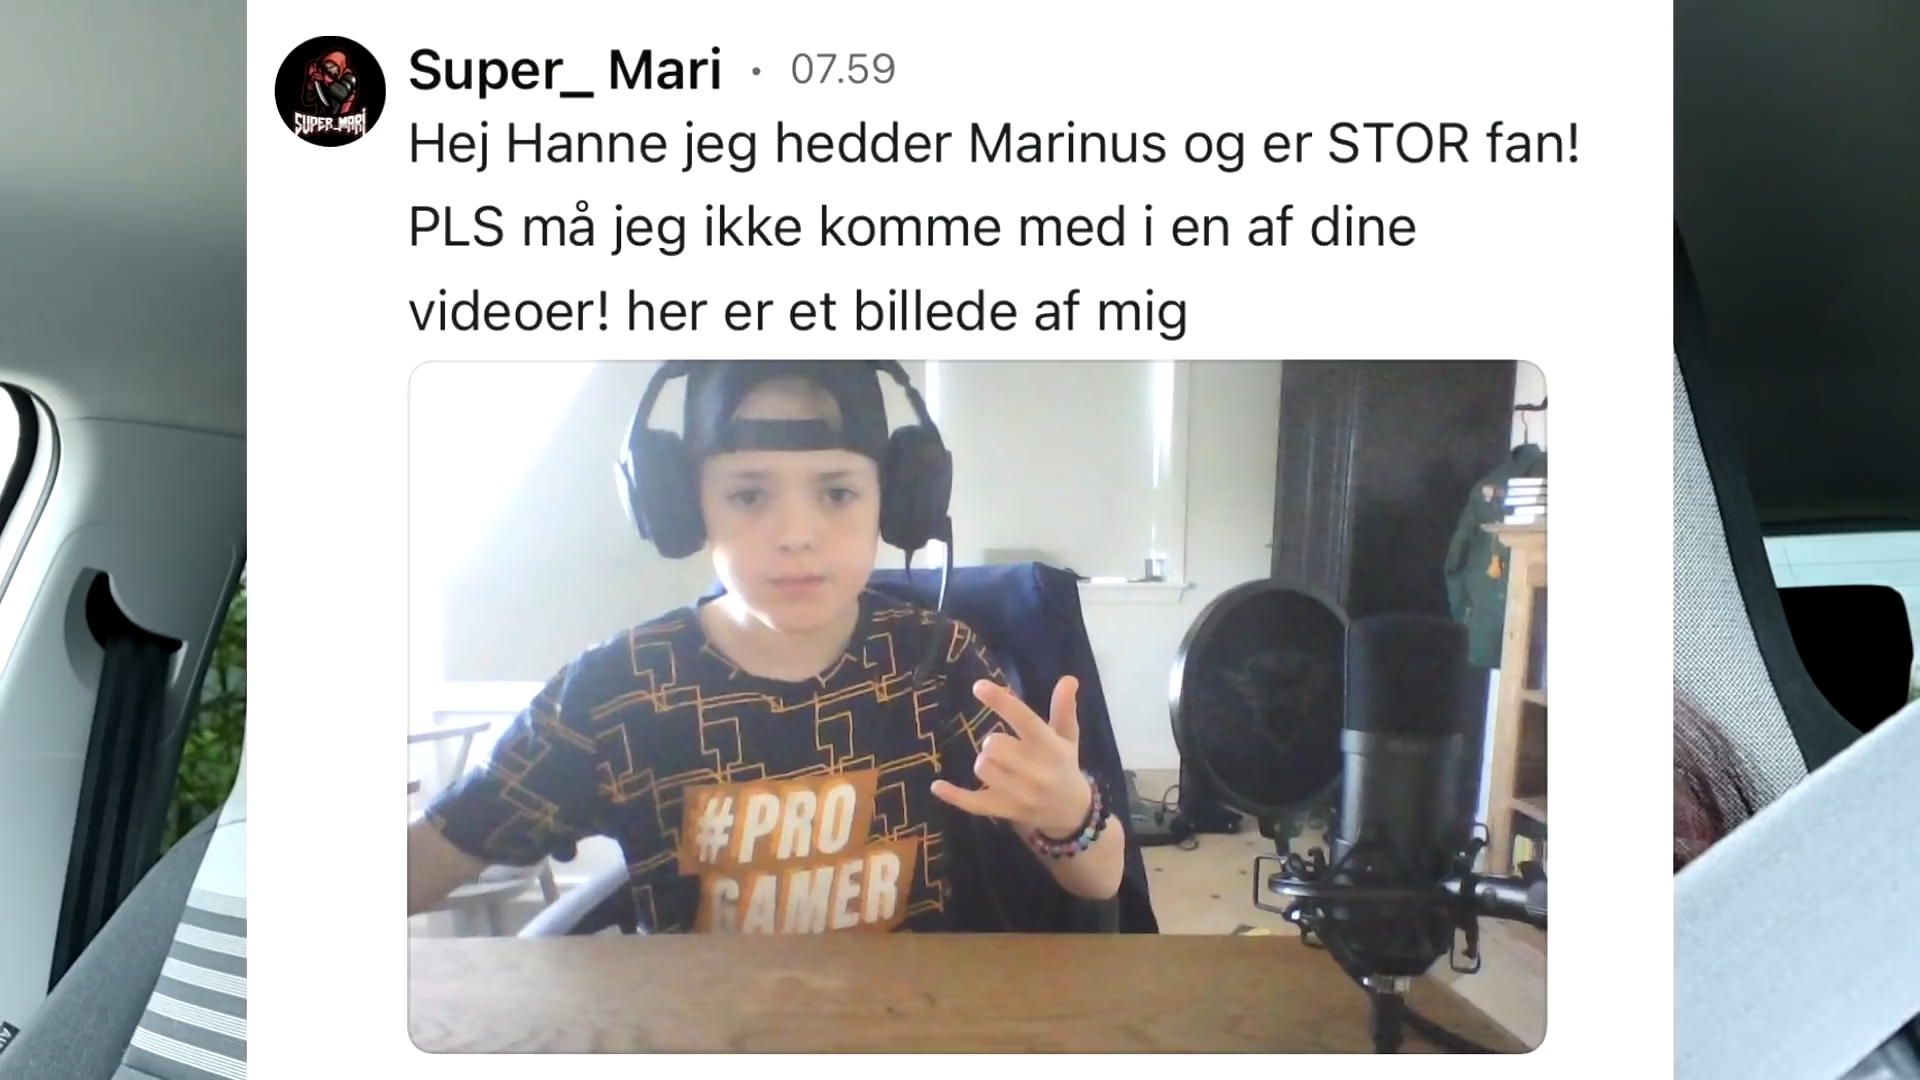 Super_ Mari · 07.59
SUPER_MARI
Hej Hanne jeg hedder Marinus og er STOR fan!
PLS må jeg ikke komme med i en af dine
videoer! her er et billede af mig
#PRO
GAMER